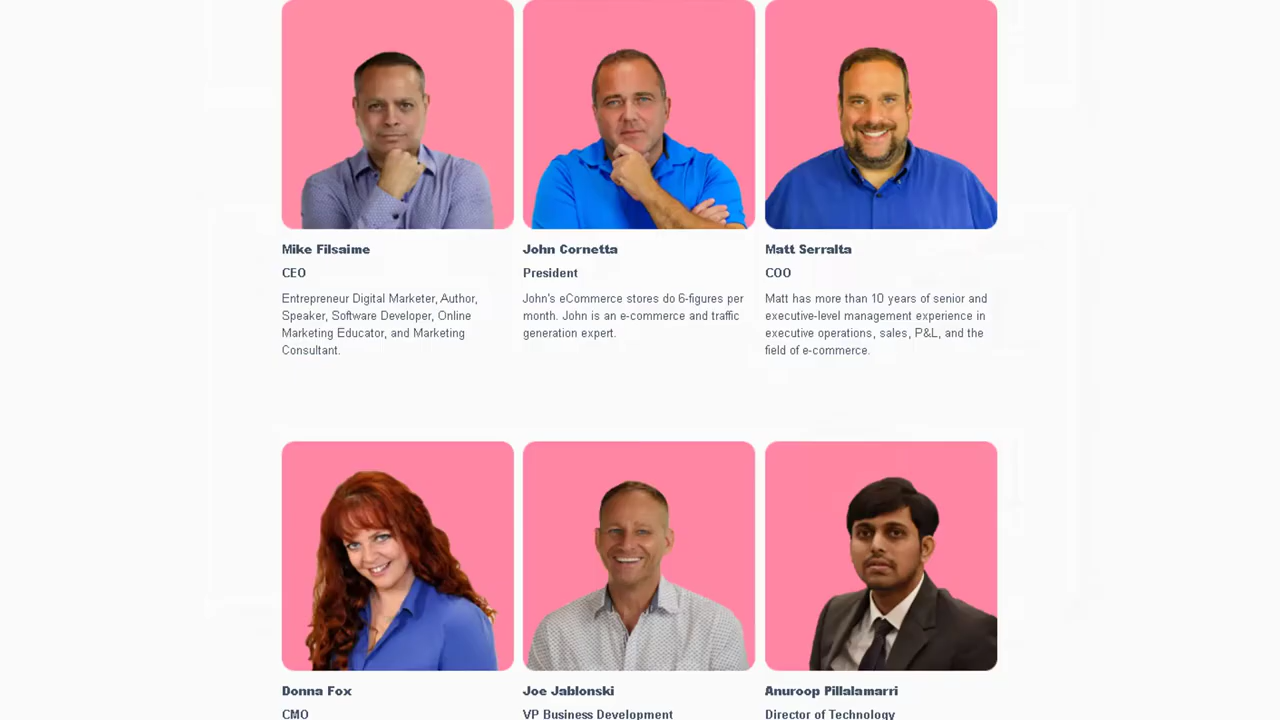 Mike Filsaime
John Cornetta
Matt Serralta
CEO
President
COO
Entrepreneur Digital Marketer, Author,
Speaker, Software Developer, Online
Marketing Educator, and Marketing
Consultant.
John's eCommerce stores do 6-figures per
month. John is an e-commerce and traffic
generation expert.
Matt has more than 10 years of senior and
executive-level management experience in
executive operations, sales, P&L, and the
field of e-commerce.
Donna Fox
Joe Jablonski
Anuroop Pillalamarri
CMO
VP Business Development
Director of Technology